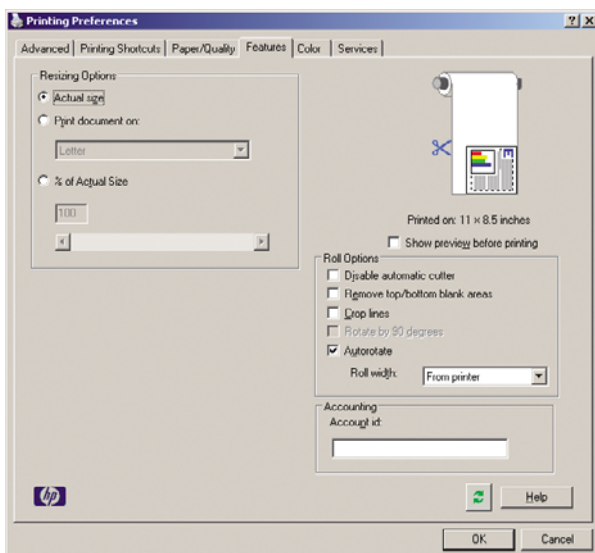 Printing Preferences
Advanced Printing Shortcuts Paper/Quality Features Color Services
Resizing Options
Actual size
Print document on:
Letter
% of Actual Size
100
Printed on: 11 × 8.5 inches
Show preview before printing
Roll Options
Disable automatic cutter
Remove top/bottom blank areas
Crop lines
Rotate by 90 degrees
Autorotate
Roll width: From printer
Accounting
Account id:
hp
Help
OK Cancel